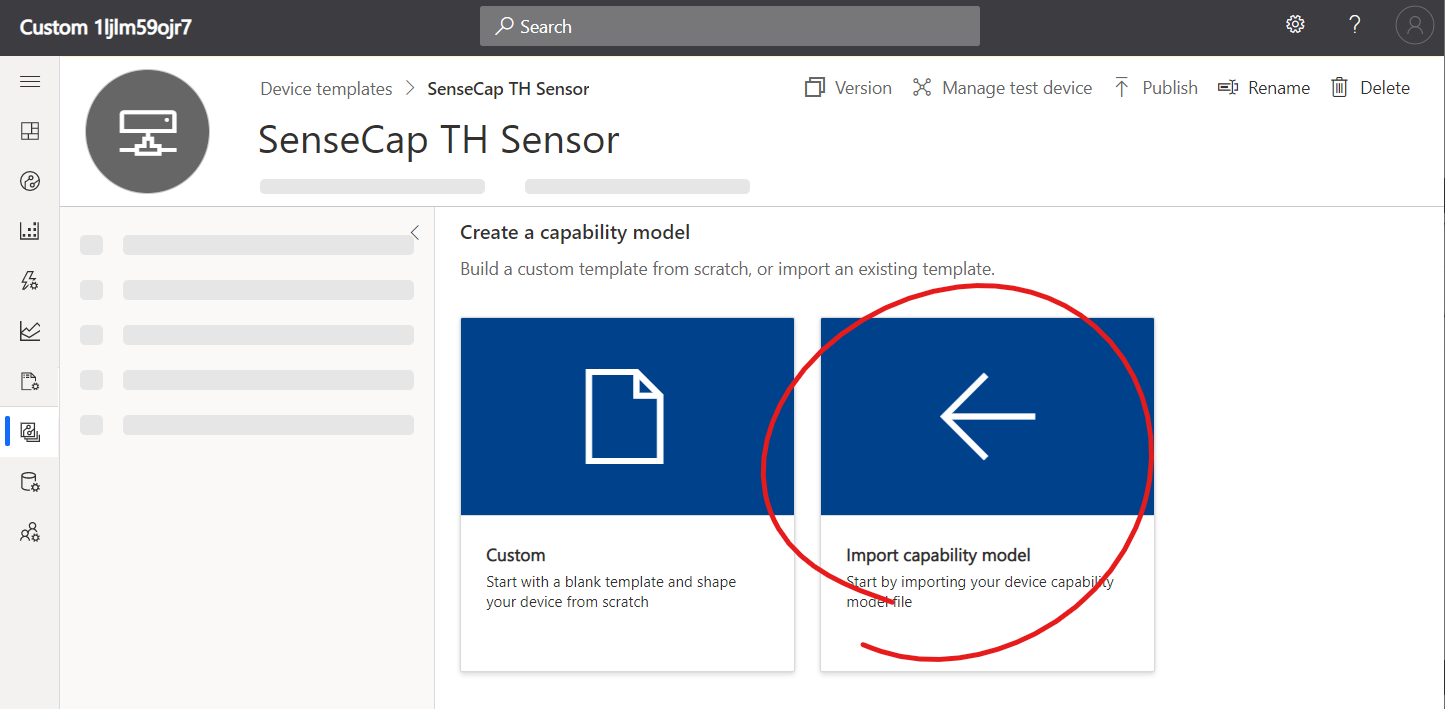 Custom 1ljlm59ojr7
Search
?
Device templates > SenseCap TH Sensor
Version
Manage test device
Publish
Rename
Delete
SenseCap TH Sensor
Create a capability model
Build a custom template from scratch, or import an existing template.
Custom
Start with a blank template and shape
your device from scratch
Import capability model
Start by importing your device capability
model file